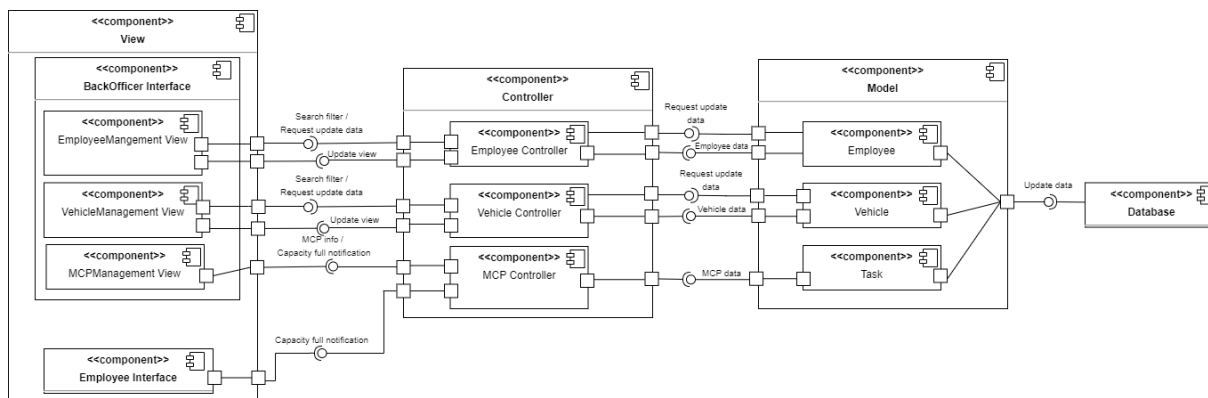 <<component>>
View
<<component>>
BackOfficer Interface
<<component>>
EmployeeMangement View
<<component>>
VehicleManagement View
<<component>>
MCPManagement View
<<component>>
Employee Interface
Search filter /
Request update data
Update view
Search filter /
Request update data
Update view
MCP info /
Capacity full notification
Capacity full notification
<<component>>
Controller
<<component>>
Employee Controller
<<component>>
Vehicle Controller
<<component>>
MCP Controller
Request update
data
Employee data
Request update
data
Vehicle data
MCP data
<<component>>
Model
<<component>>
Employee
<<component>>
Vehicle
<<component>>
Task
Update data
<<component>>
Database